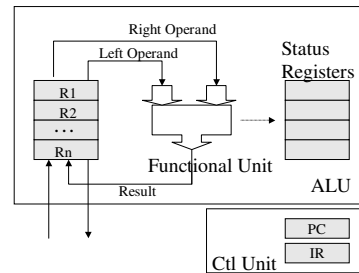 Right Operand
Left Operand
Status
Registers
R1
R2
...
Rn
Functional Unit
Result
ALU
PC
IR
Ctl Unit